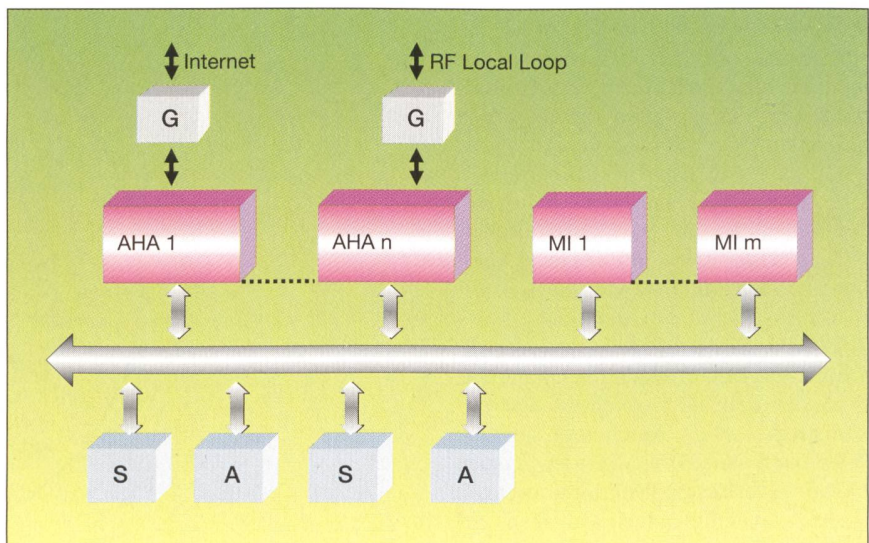 Internet
RF Local Loop
G
G
AHA 1
AHA n
MI 1
MI m
S
A
S
A